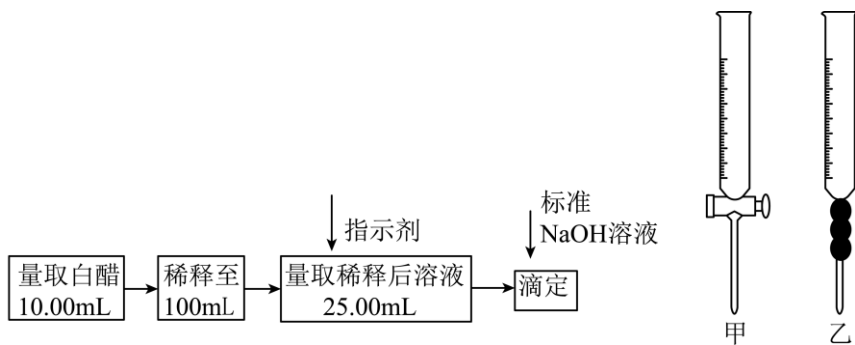 指示剂
标准
NaOH溶液
量取白醋
10.00mL
稀释至
100mL
量取稀释后溶液
25.00mL
滴定
甲
乙